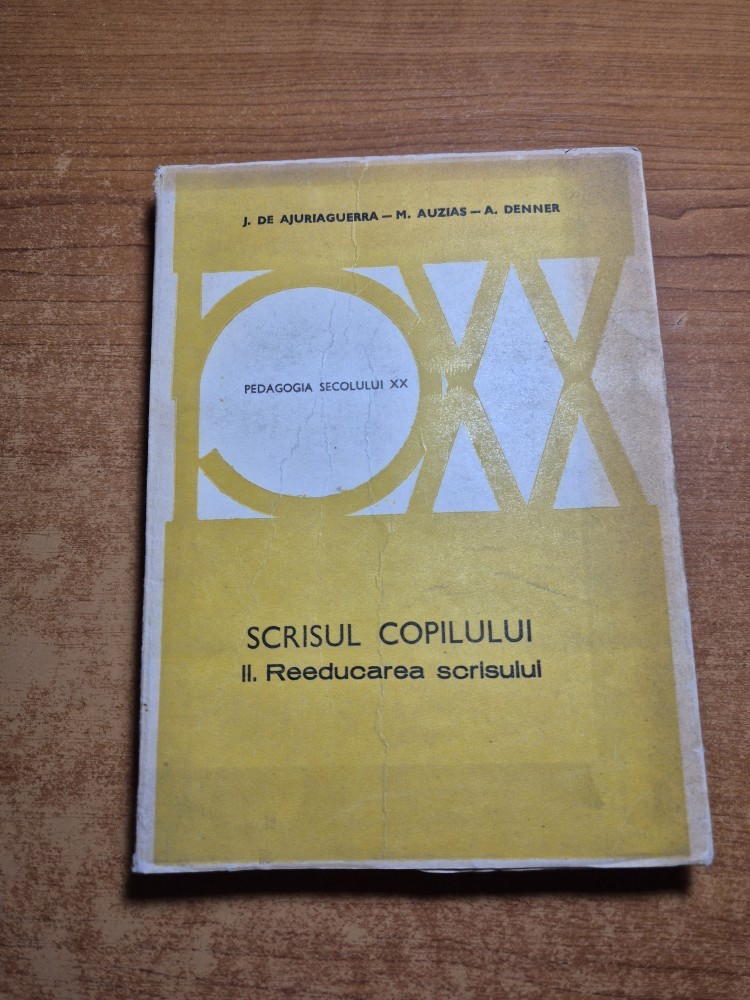 J. DE AJURIAGUERRA — M. AUZIAS — A. DENNER
PEDAGOGIA SECOLULUI XX
SCRISUL COPILULUI
II. Reeducarea scrisului